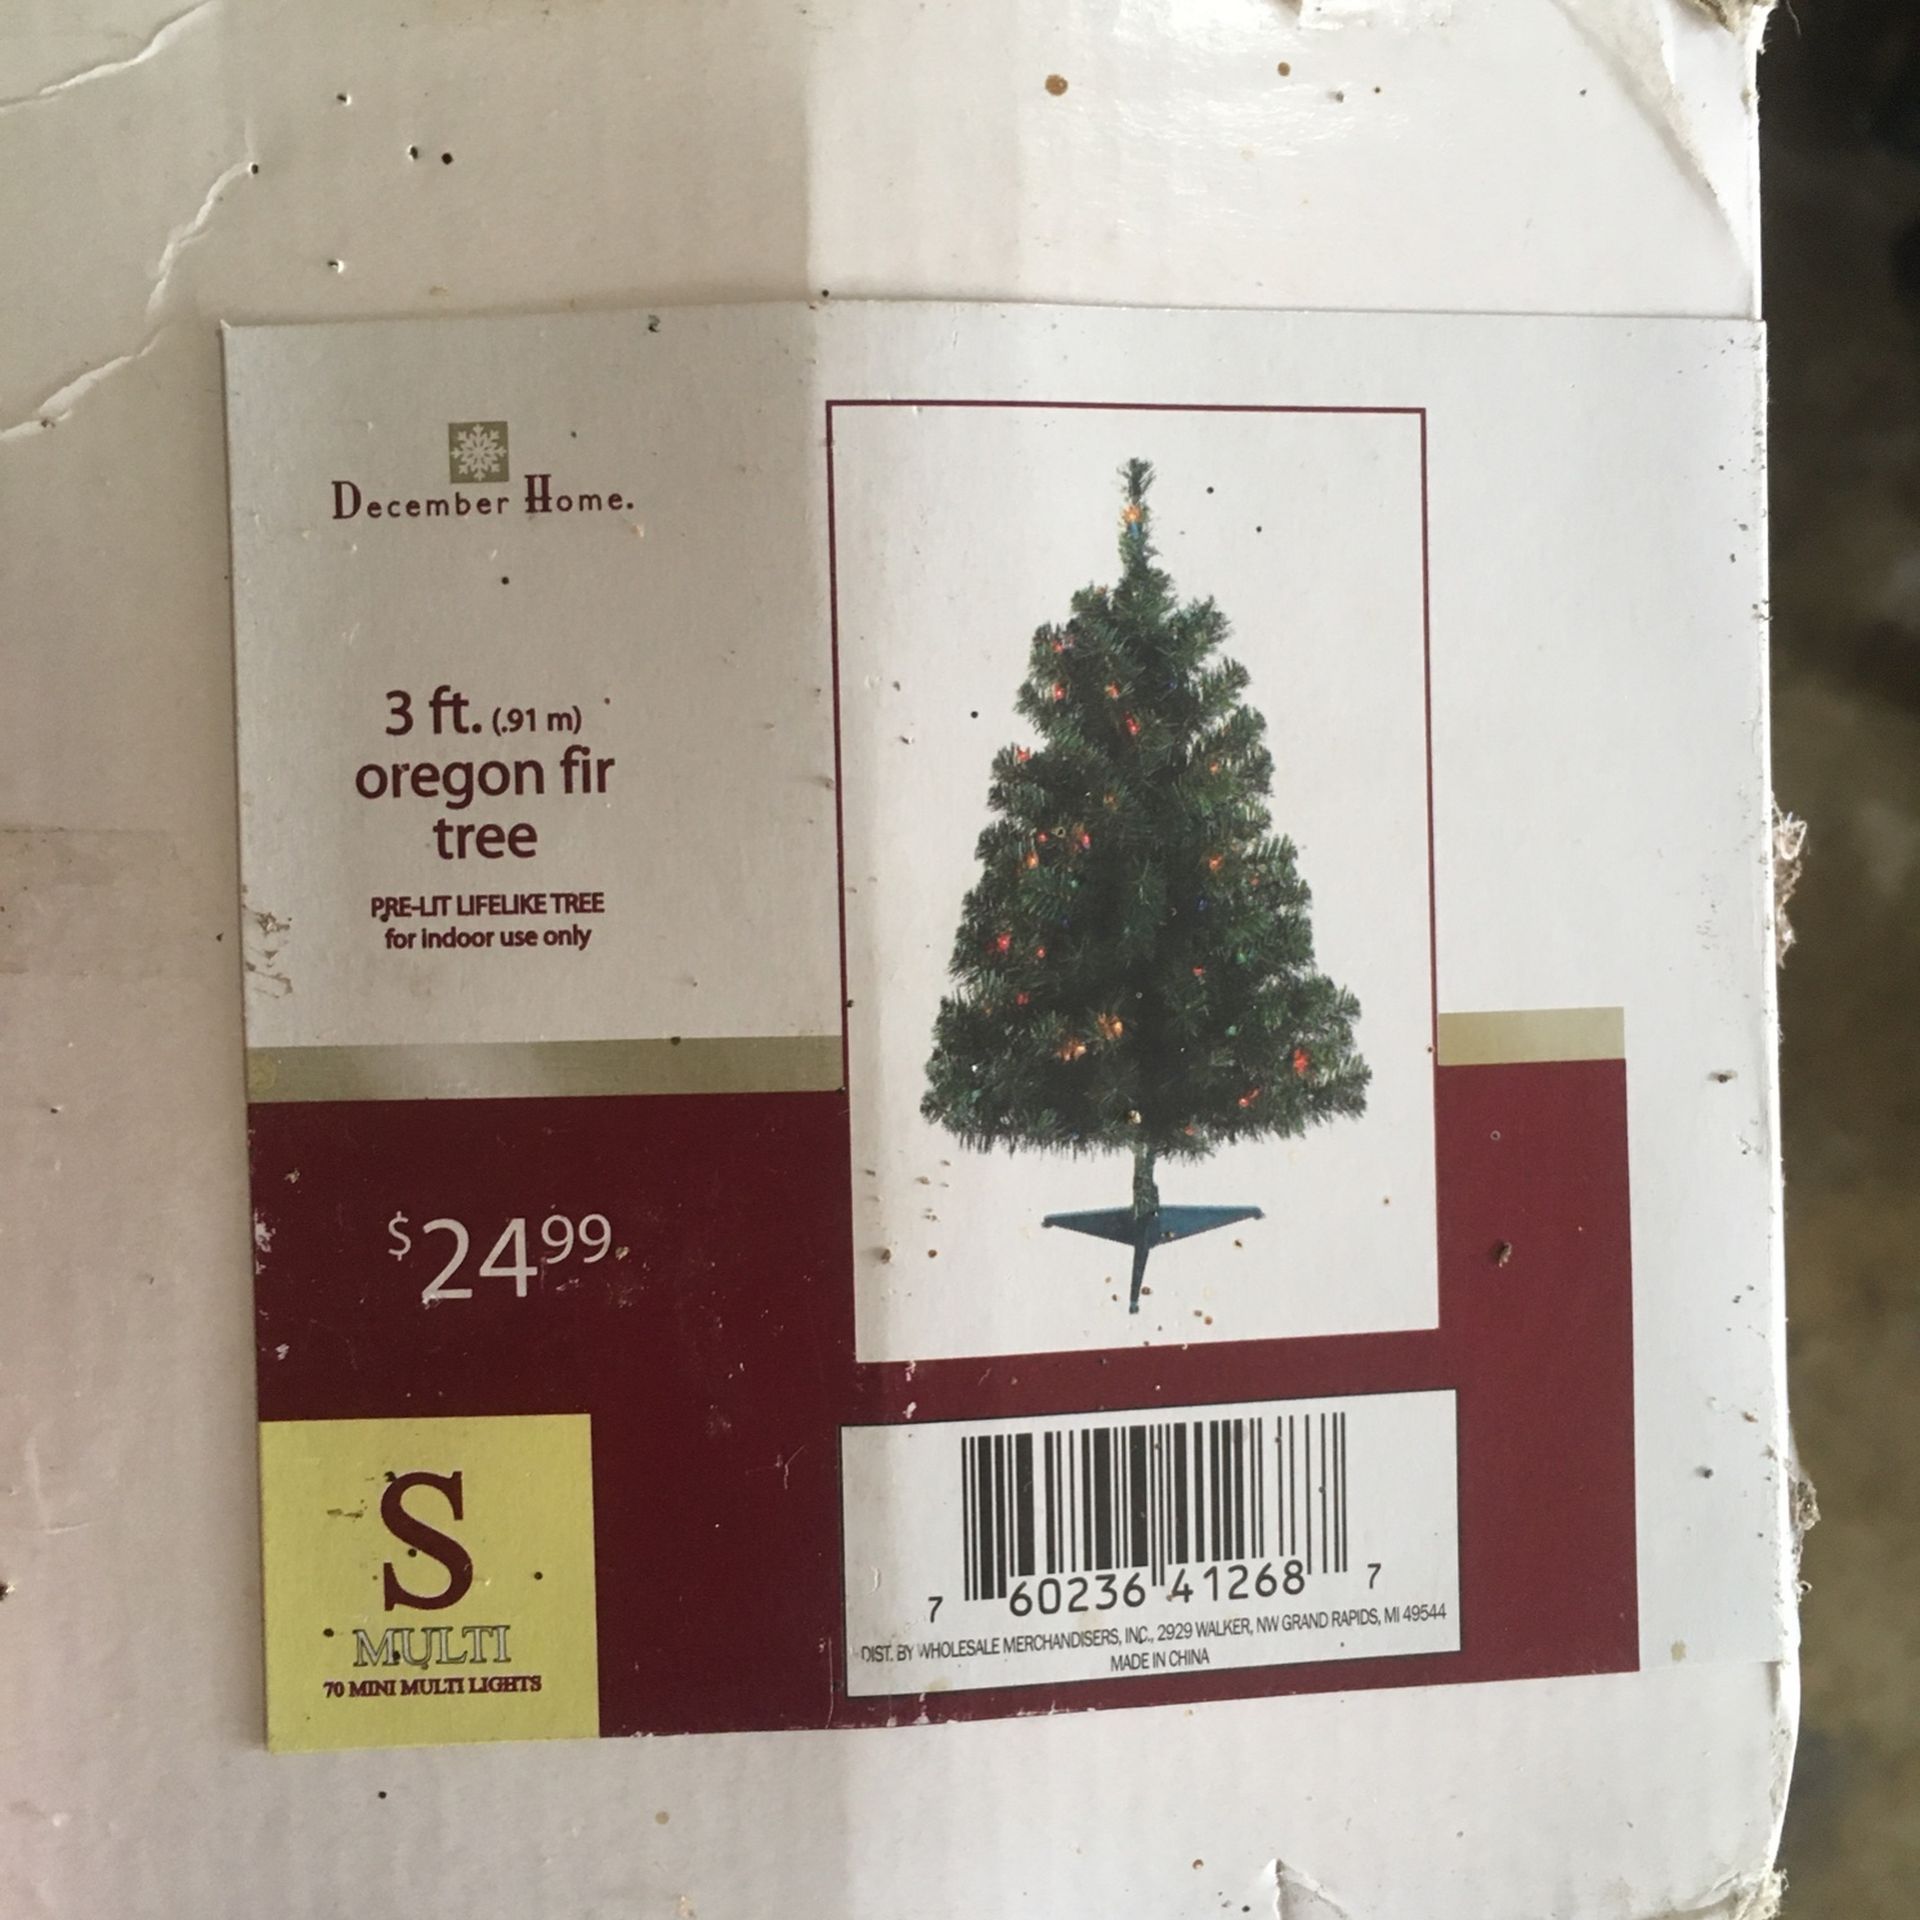 December Home.
3 ft. (.91 m)
oregon fir
tree
PRE-LIT LIFELIKE TREE
for indoor use only
$24.99
S
MULTI
70 MINI MULTI LIGHTS
7 60236 41268 7
DIST. BY WHOLESALE MERCHANDISERS, INC., 2929 WALKER, NW GRAND RAPIDS, MI 49544
MADE IN CHINA